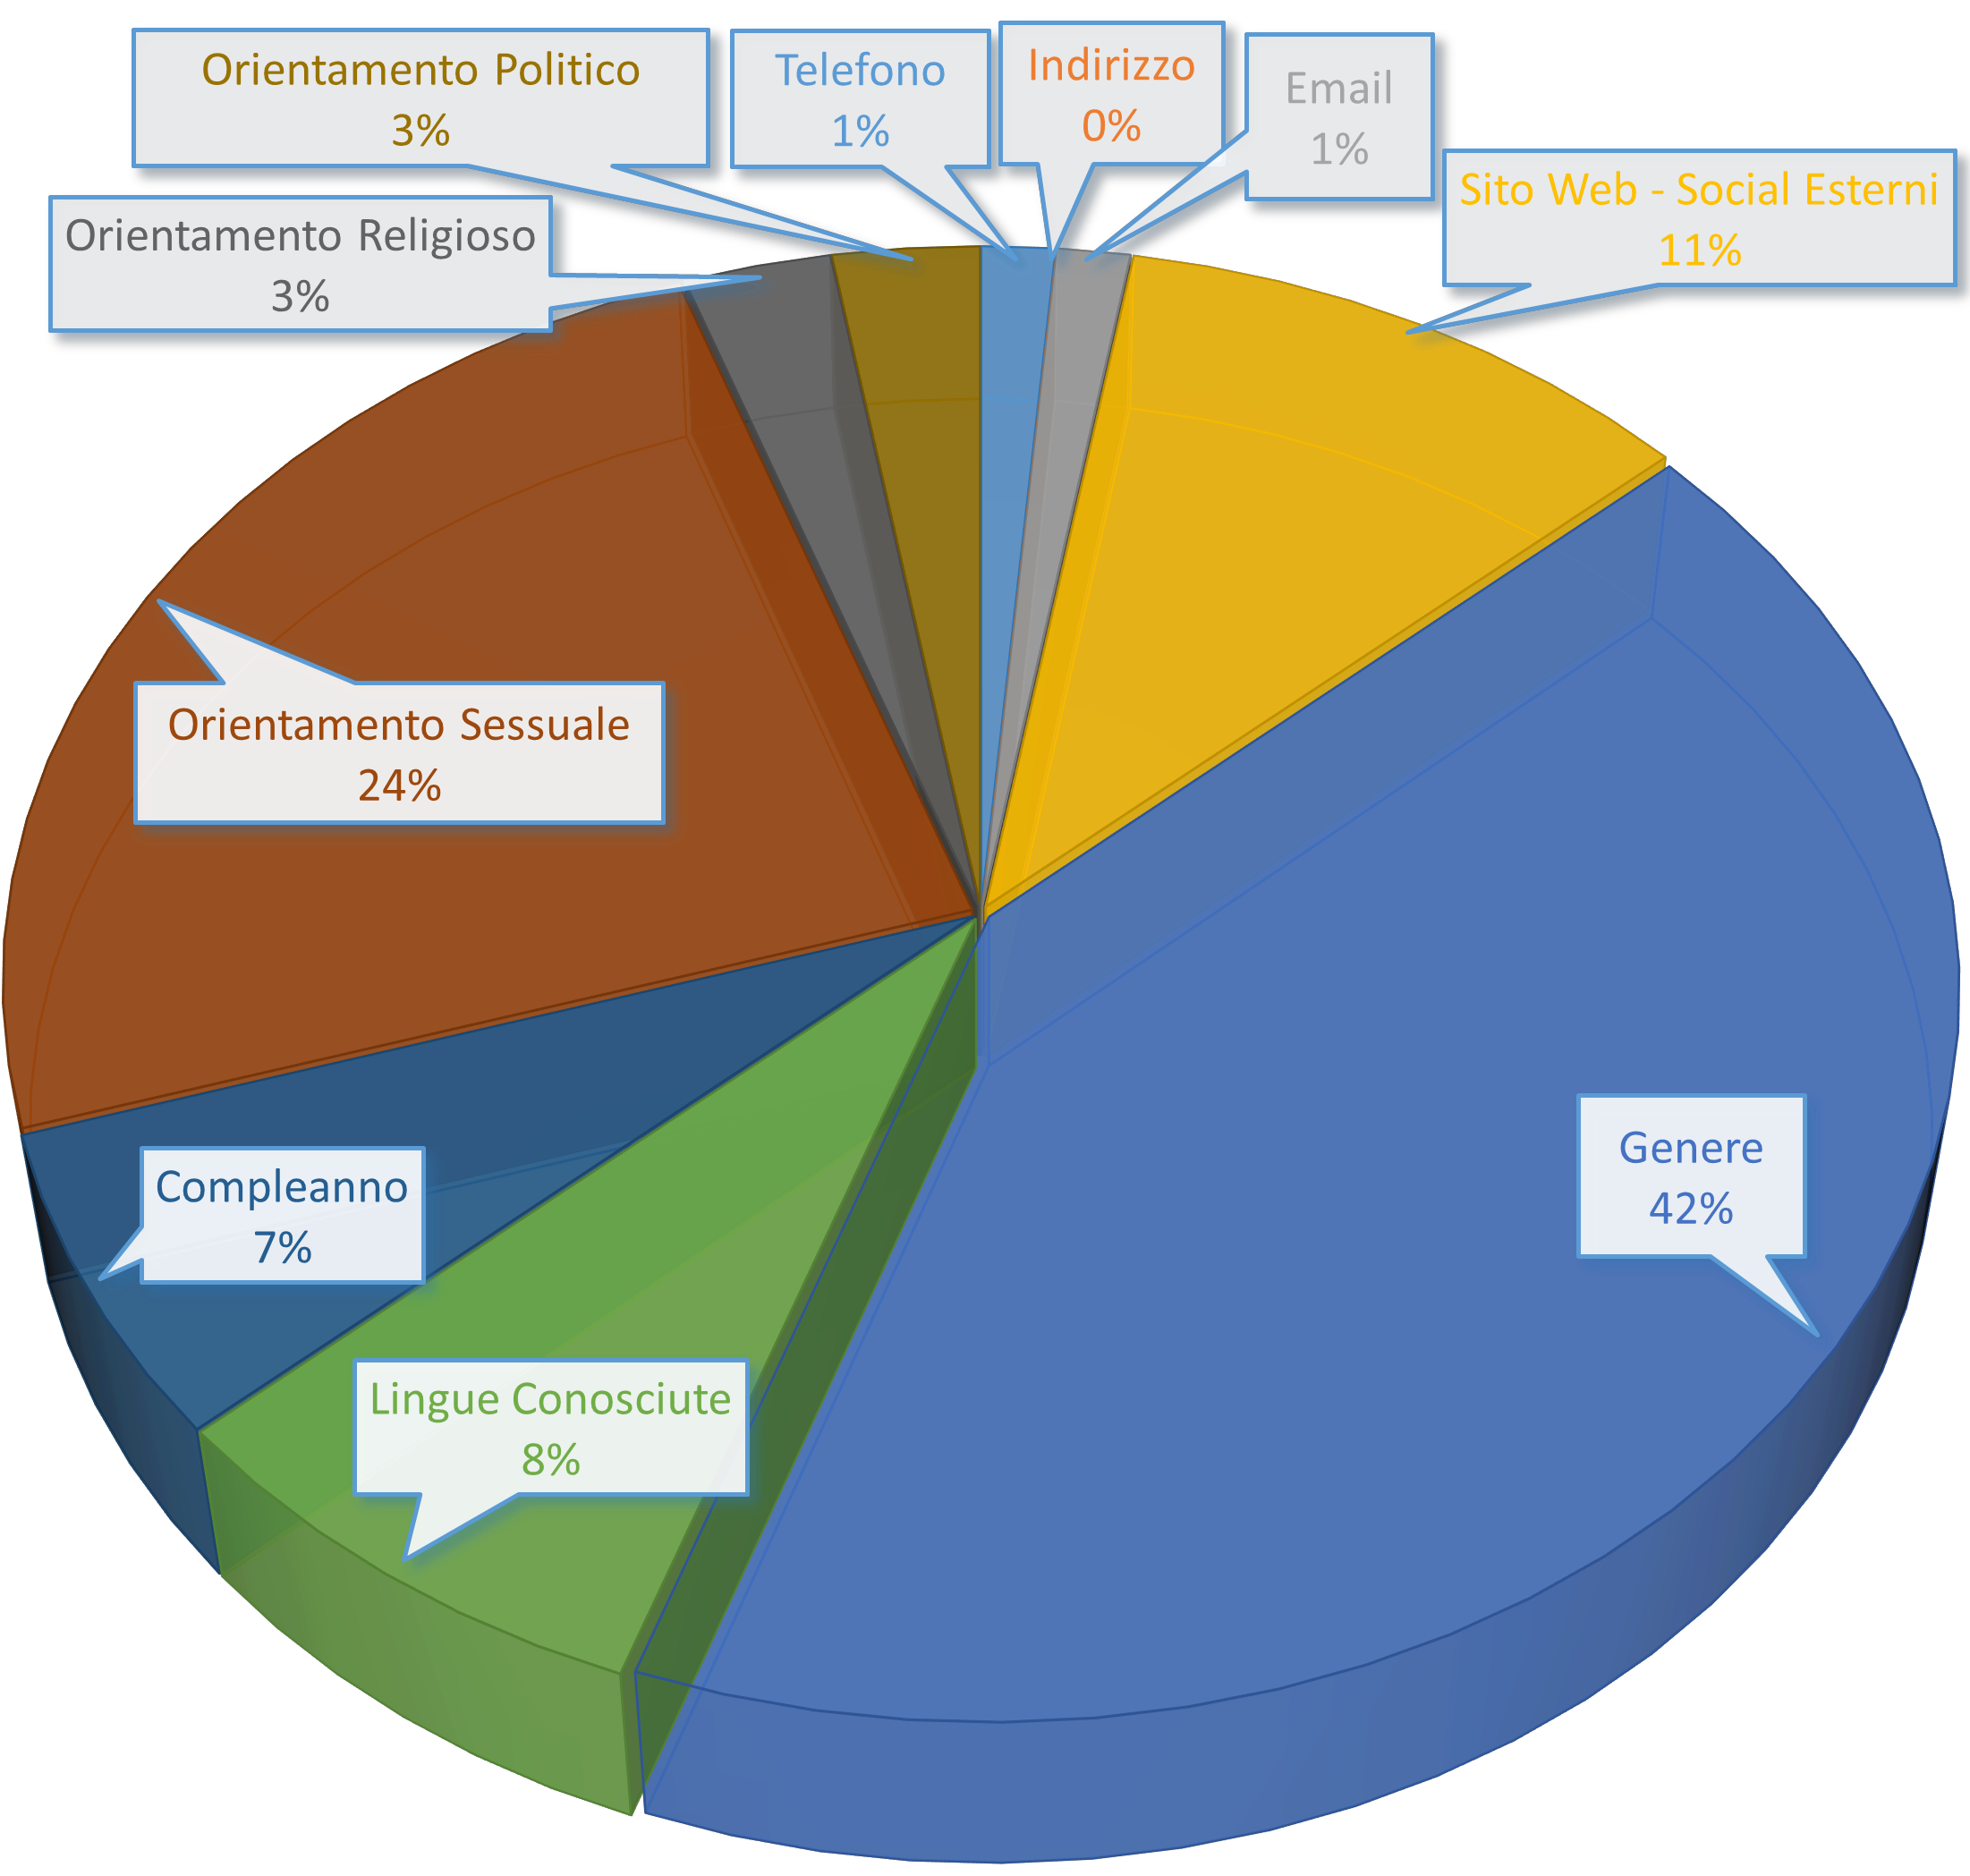 Orientamento Politico
3%
Telefono
1%
Indirizzo
0%
Email
1%
Sito Web - Social Esterni
11%
Orientamento Religioso
3%
Orientamento Sessuale
24%
Genere
42%
Compleanno
7%
Lingue Conosciute
8%